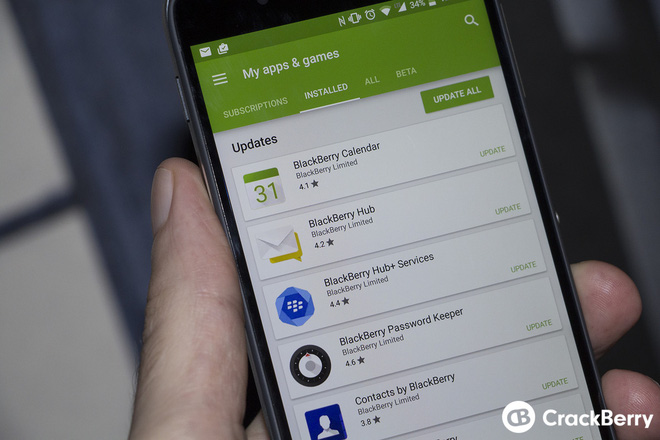 34%
My apps & games
SUBSCRIPTIONS
INSTALLED
ALL
BETA
Updates
UPDATE ALL
31
BlackBerry Calendar
BlackBerry Limited
4.1★
UPDATE
BlackBerry Hub
BlackBerry Limited
4.2★
UPDATE
BlackBerry Hub+ Services
BlackBerry Limited
4.4★
UPDATE
BlackBerry Password Keeper
BlackBerry Limited
4.6★
UPDATE
Contacts by BlackBerry
BlackBerry Limited
3.8★
UPDATE
CrackBerry